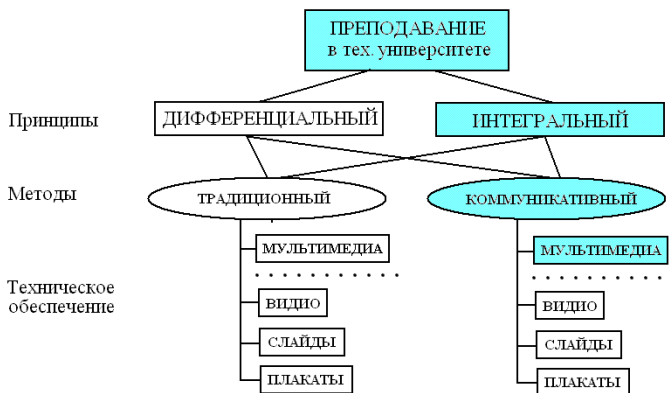 ПРЕПОДАВАНИЕ
в тех. университете
Принципы
ДИФФЕРЕНЦИАЛЬНЫЙ
ИНТЕГРАЛЬНЫЙ
Методы
ТРАДИЦИОННЫЙ
КОММУНИКАТИВНЫЙ
МУЛЬТИМЕДИА
МУЛЬТИМЕДИА
Техническое
обеспечение
ВИДИО
ВИДИО
СЛАЙДЫ
СЛАЙДЫ
ПЛАКАТЫ
ПЛАКАТЫ